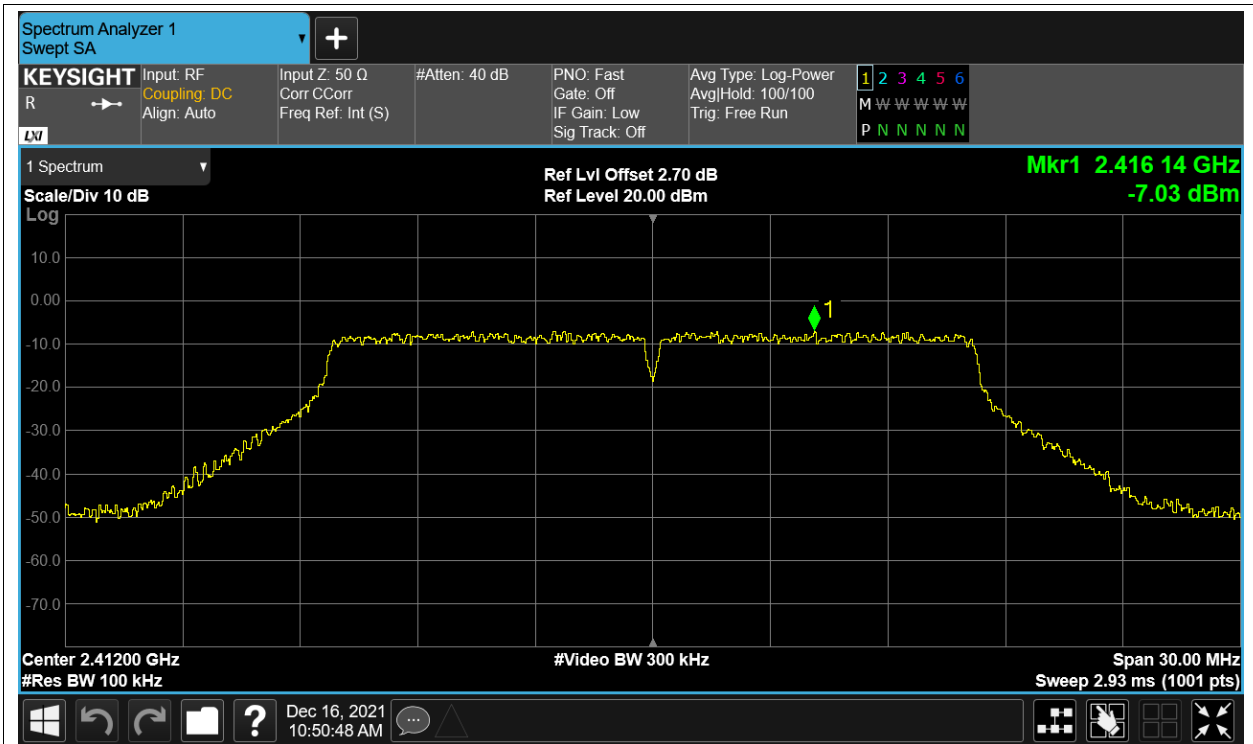 Spectrum Analyzer 1
Swept SA
KEYSIGHT
R
LXI
Input: RF
Coupling: DC
Align: Auto
Input Z: 50 Ω
Corr CCorr
Freq Ref: Int (S)
#Atten: 40 dB
PNO: Fast
Gate: Off
IF Gain: Low
Sig Track: Off
Avg Type: Log-Power
Avg|Hold: 100/100
Trig: Free Run
1 2 3 4 5 6
M W W W W W
P N N N N N
1 Spectrum
Scale/Div 10 dB
Ref Lvl Offset 2.70 dB
Ref Level 20.00 dBm
Mkr1 2.416 14 GHz
-7.03 dBm
Log
10.0
0.00
-10.0
-20.0
-30.0
-40.0
-50.0
-60.0
-70.0
1
Center 2.41200 GHz
#Res BW 100 kHz
#Video BW 300 kHz
Span 30.00 MHz
Sweep 2.93 ms (1001 pts)
?
Dec 16, 2021
10:50:48 AM